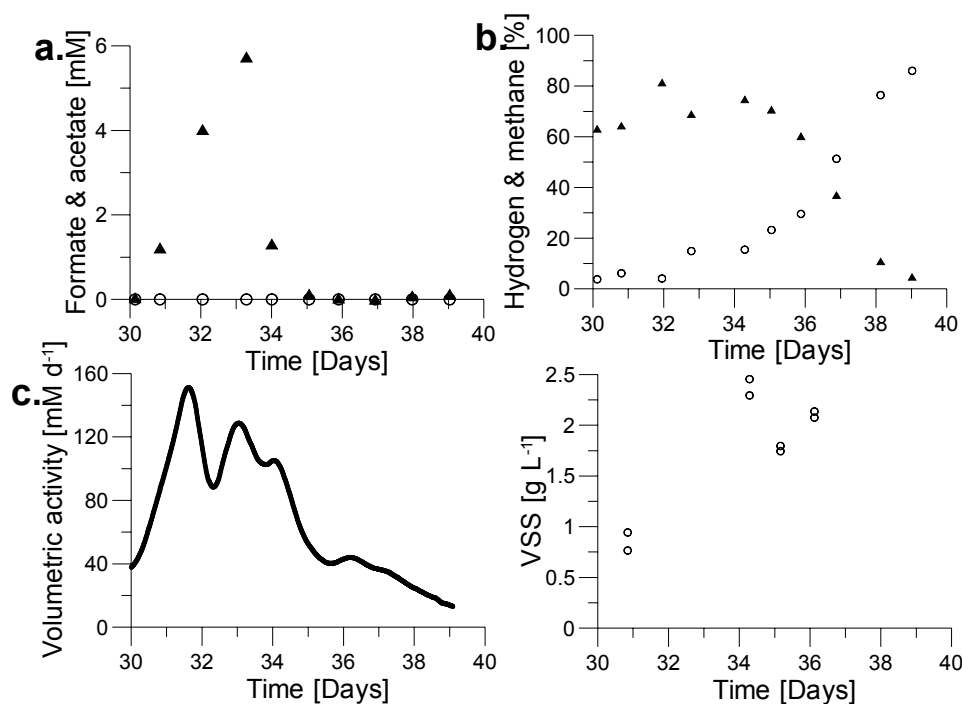 a.
Formate & acetate [mM]
6
4
2
0
30 32 34 36 38 40
Time [Days]
b.
Hydrogen & methane [%]
100
80
60
40
20
0
30 32 34 36 38 40
Time [Days]
c.
Volumetric activity [mM d⁻¹]
160
120
80
40
0
30 32 34 36 38 40
Time [Days]
VSS [g L⁻¹]
2.5
2
1.5
1
0.5
0
30 32 34 36 38 40
Time [Days]